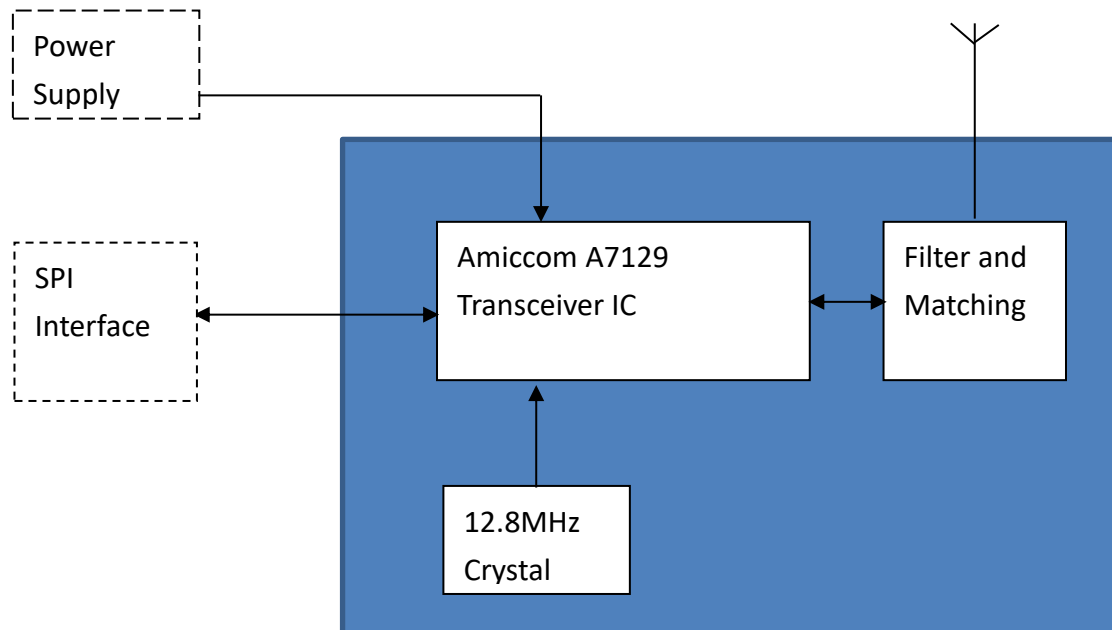 Power
Supply
SPI
Interface
Amiccom A7129
Transceiver IC
Filter and
Matching
12.8MHz
Crystal